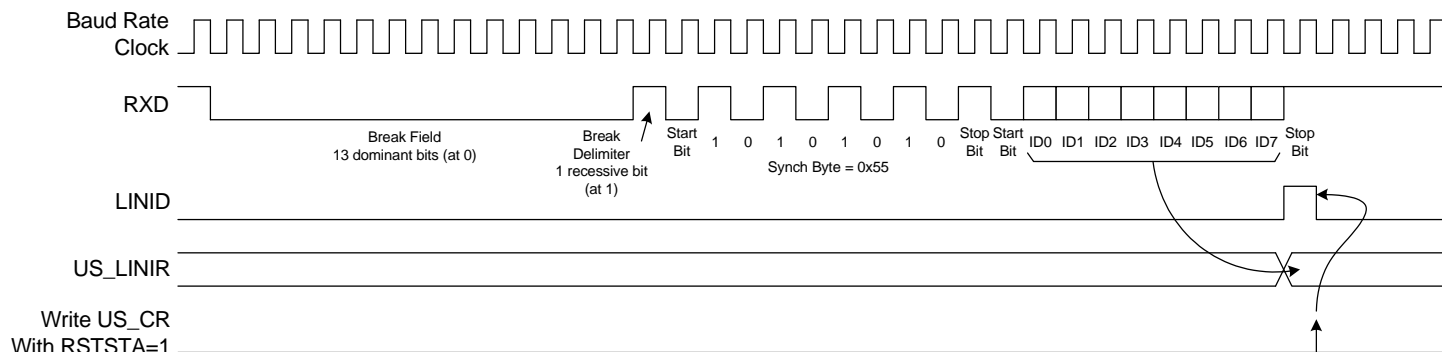 Baud Rate
Clock
RXD
Break Field
13 dominant bits (at 0)
Break
Delimiter
1 recessive bit
(at 1)
Start
Bit
1 0 1 0 1 0 1 0
Synch Byte = 0x55
Stop
Bit
Start
Bit
ID0 ID1 ID2 ID3 ID4 ID5 ID6 ID7
Stop
Bit
LINID
US_LINIR
Write US_CR
With RSTSTA=1